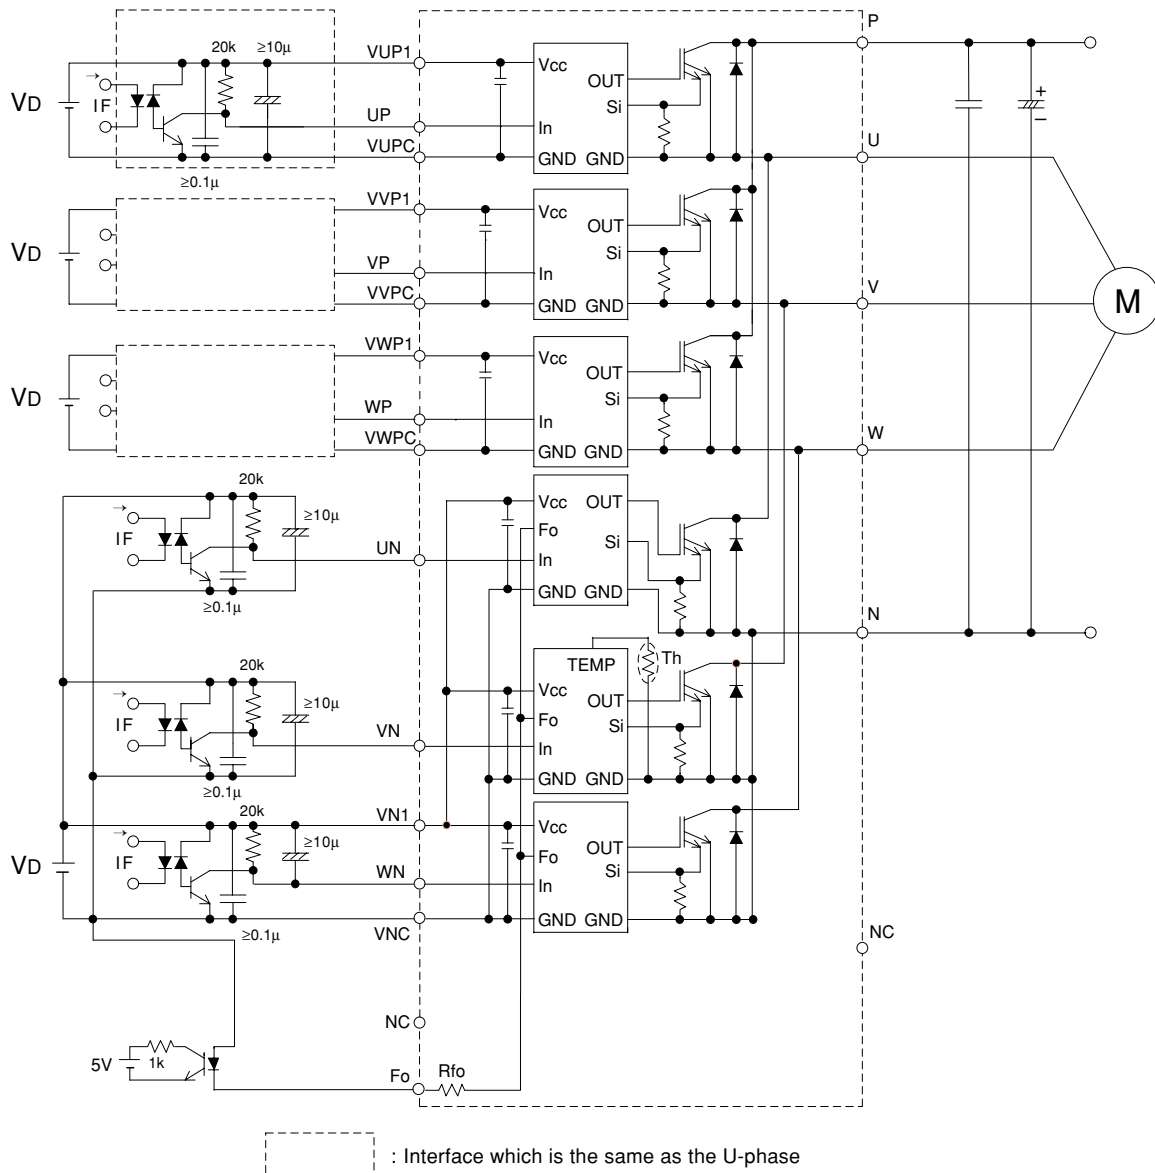 P
20k ≥10μ VUP1
Vcc
OUT
VD IF
Si
+
–
UP In
VUPC GND GND U
≥0.1μ
VVP1 Vcc
OUT
VD
Si
VP In
VVPC GND GND V
M
VWP1 Vcc
OUT
VD
Si
WP In
VWPC GND GND W
20k
≥10μ Vcc OUT
Fo
IF Si
UN In
GND GND
≥0.1μ
N
20k TEMP Th
≥10μ Vcc
OUT
IF Fo Si
VN In
GND GND
≥0.1μ
20k VN1 Vcc
≥10μ
OUT
VD IF Fo
Si
WN In
GND GND
≥0.1μ VNC
NC
NC
5V 1k
Fo Rfo
: Interface which is the same as the U-phase